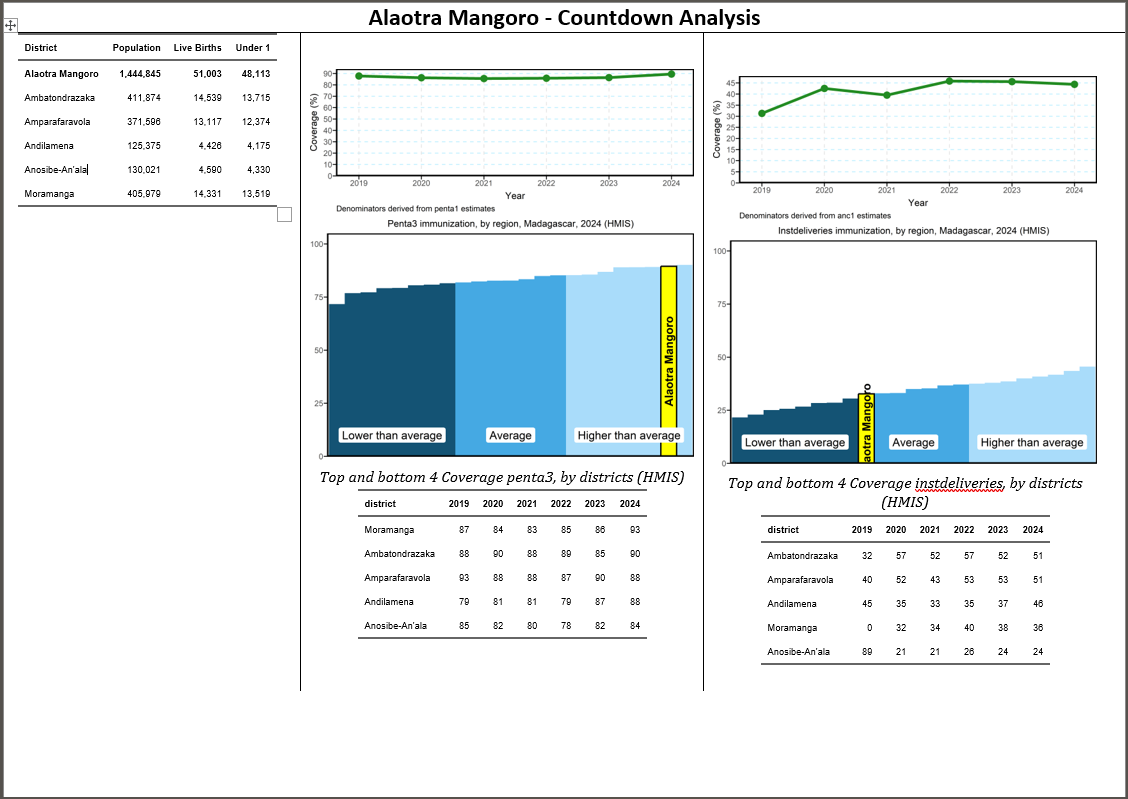 Alaotra Mangoro - Countdown Analysis
District Population Live Births Under 1
Alaotra Mangoro 1,444,845 51,003 48,113
Ambatondrazaka 411,874 14,539 13,715
Amparafaravola 371,596 13,117 12,374
Andilamena 125,375 4,426 4,175
Anosibe-An'ala 130,021 4,590 4,330
Moramanga 405,979 14,331 13,519
Coverage (%)
90
80
70
60
50
40
30
20
10
0
2019 2020 2021 2022 2023 2024
Year
Denominators derived from penta1 estimates
Penta3 immunization, by region, Madagascar, 2024 (HMIS)
100
75
50
25
0
Alaotra Mangoro
Lower than average Average Higher than average
Top and bottom 4 Coverage penta3, by districts (HMIS)
district 2019 2020 2021 2022 2023 2024
Moramanga 87 84 83 85 86 93
Ambatondrazaka 88 90 88 89 85 90
Amparafaravola 93 88 88 87 90 88
Andilamena 79 81 81 79 87 88
Anosibe-An'ala 85 82 80 78 82 84
Coverage (%)
45
40
35
30
25
20
15
10
5
0
2019 2020 2021 2022 2023 2024
Year
Denominators derived from anc1 estimates
Instdeliveries immunization, by region, Madagascar, 2024 (HMIS)
100
75
50
25
0
aotra Mangoro
Lower than average Average Higher than average
Top and bottom 4 Coverage instdeliveries, by districts
(HMIS)
district 2019 2020 2021 2022 2023 2024
Ambatondrazaka 32 57 52 57 52 51
Amparafaravola 40 52 43 53 53 51
Andilamena 45 35 33 35 37 46
Moramanga 0 32 34 40 38 36
Anosibe-An'ala 89 21 21 26 24 24